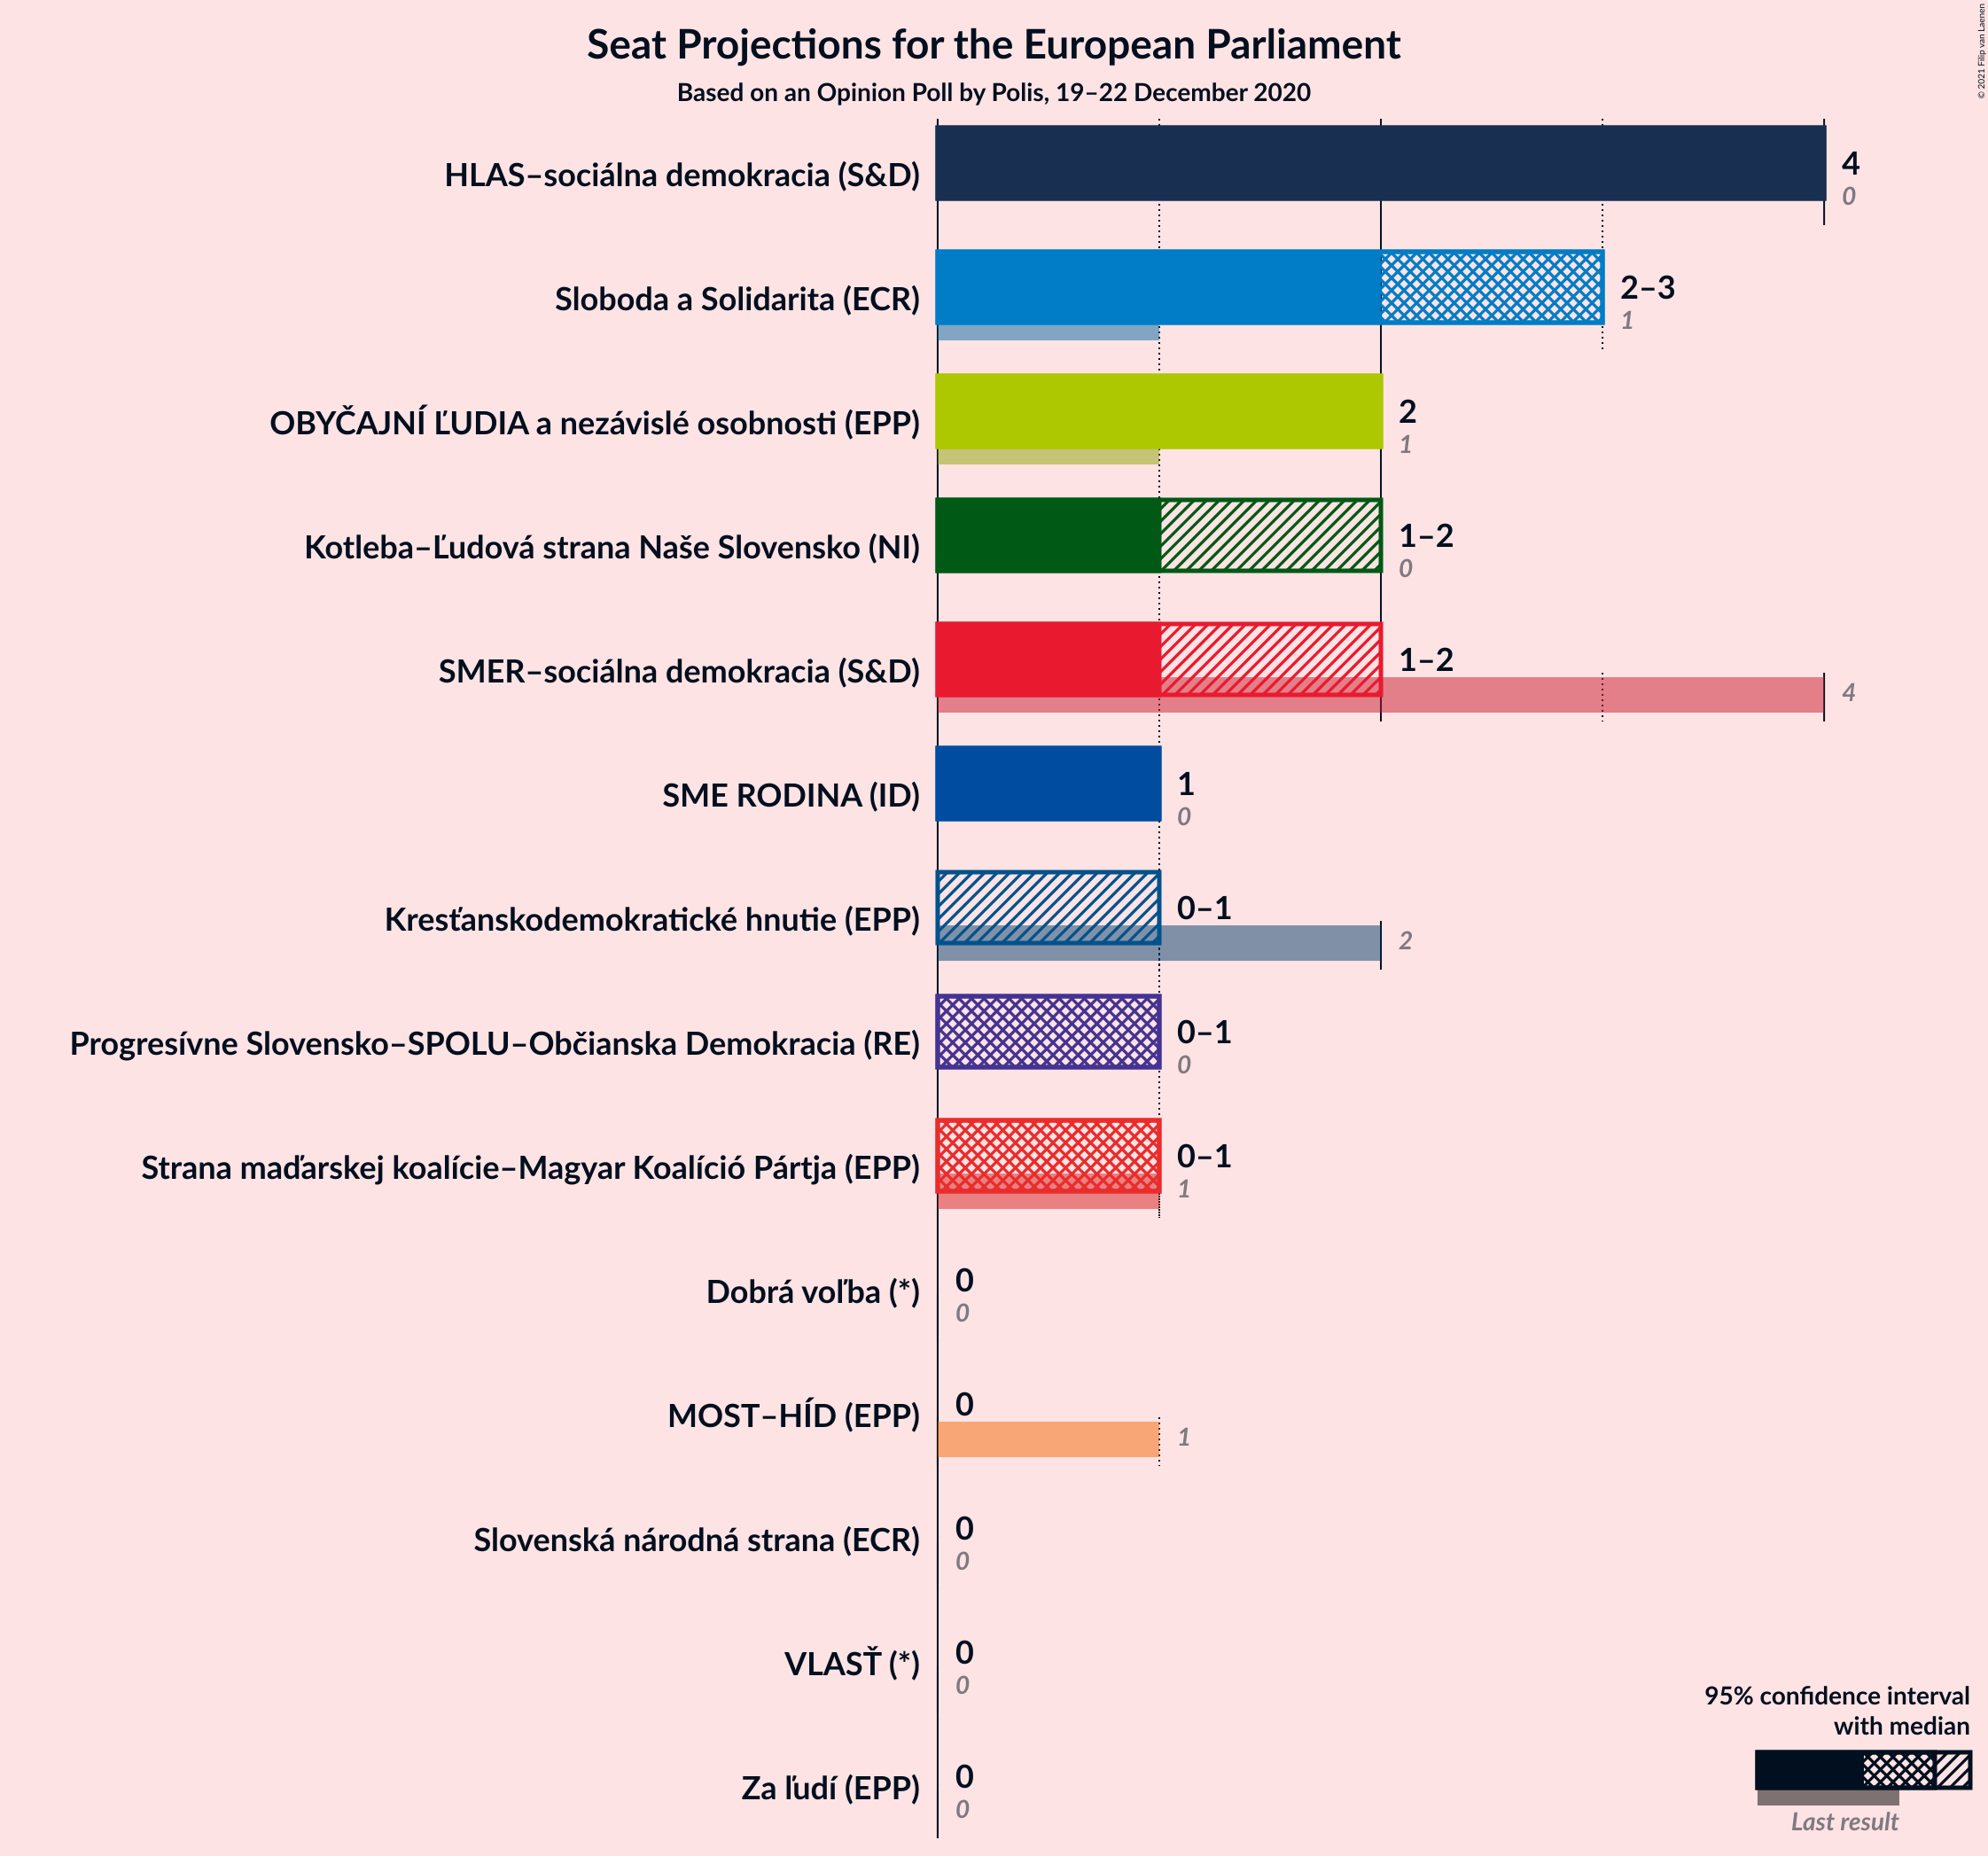 Seat Projections for the European Parliament
Based on an Opinion Poll by Polis, 19–22 December 2020
© 2021 Filip van Laenen
HLAS–sociálna demokracia (S&D)
4
0
Sloboda a Solidarita (ECR)
2–3
1
OBYČAJNÍ ĽUDIA a nezávislé osobnosti (EPP)
2
1
Kotleba–Ľudová strana Naše Slovensko (NI)
1–2
0
SMER–sociálna demokracia (S&D)
1–2
4
SME RODINA (ID)
1
0
Kresťanskodemokratické hnutie (EPP)
0–1
2
Progresívne Slovensko–SPOLU–Občianska Demokracia (RE)
0–1
0
Strana maďarskej koalície–Magyar Koalíció Pártja (EPP)
0–1
1
Dobrá voľba (*)
0
0
MOST–HÍD (EPP)
0
1
Slovenská národná strana (ECR)
0
0
VLASŤ (*)
0
0
Za ľudí (EPP)
0
0
95% confidence interval
with median
Last result